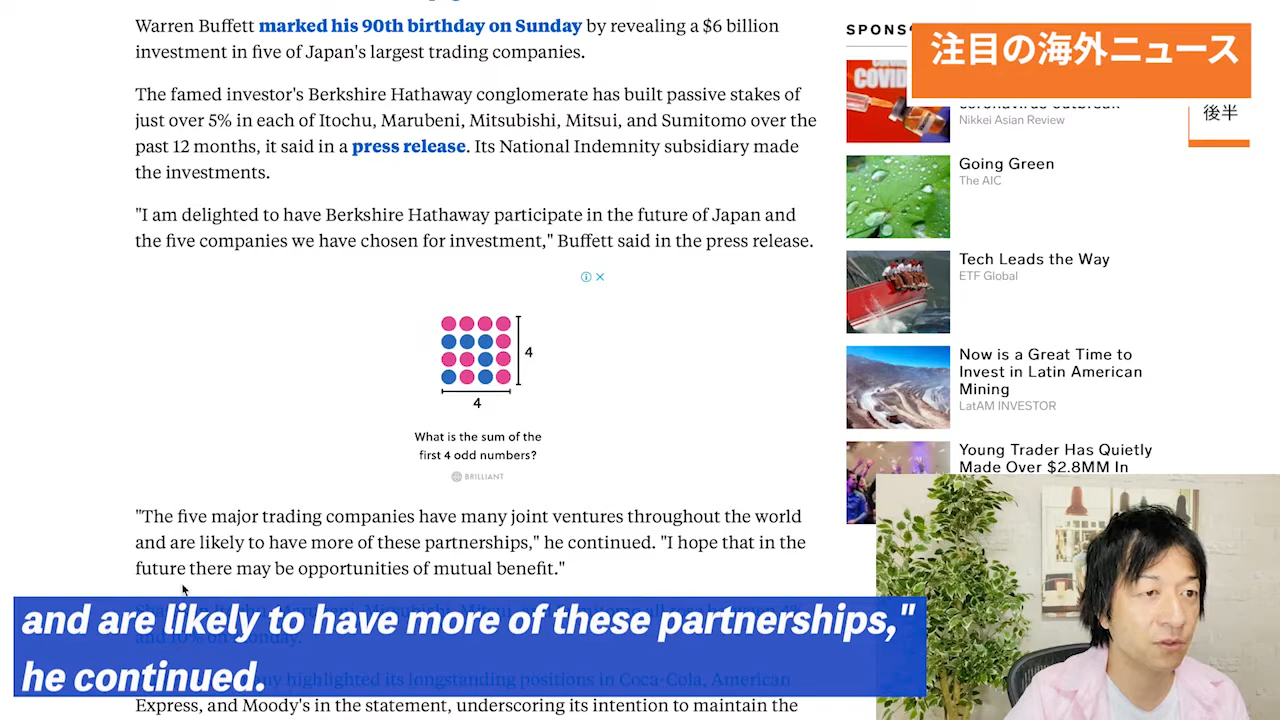 Warren Buffett marked his 90th birthday on Sunday by revealing a $6 billion
investment in five of Japan's largest trading companies.
The famed investor's Berkshire Hathaway conglomerate has built passive stakes of
just over 5% in each of Itochu, Marubeni, Mitsubishi, Mitsui, and Sumitomo over the
past 12 months, it said in a press release. Its National Indemnity subsidiary made
the investments.
"I am delighted to have Berkshire Hathaway participate in the future of Japan and
the five companies we have chosen for investment," Buffett said in the press release.
4
4
What is the sum of the
first 4 odd numbers?
BRILLIANT
"The five major trading companies have many joint ventures throughout the world
and are likely to have more of these partnerships," he continued. "I hope that in the
future there may be opportunities of mutual benefit."
and are likely to have more of these partnerships,"
he continued.
highlighted its longstanding positions in Coca-Cola, American
Express, and Moody's in the statement, underscoring its intention to maintain the
SPONS
注目の海外ニュース
後半
COVID
Nikkei Asian Review
Going Green
The AIC
Tech Leads the Way
ETF Global
Now is a Great Time to
Invest in Latin American
Mining
LatAM INVESTOR
Young Trader Has Quietly
Made Over $2.8MM In